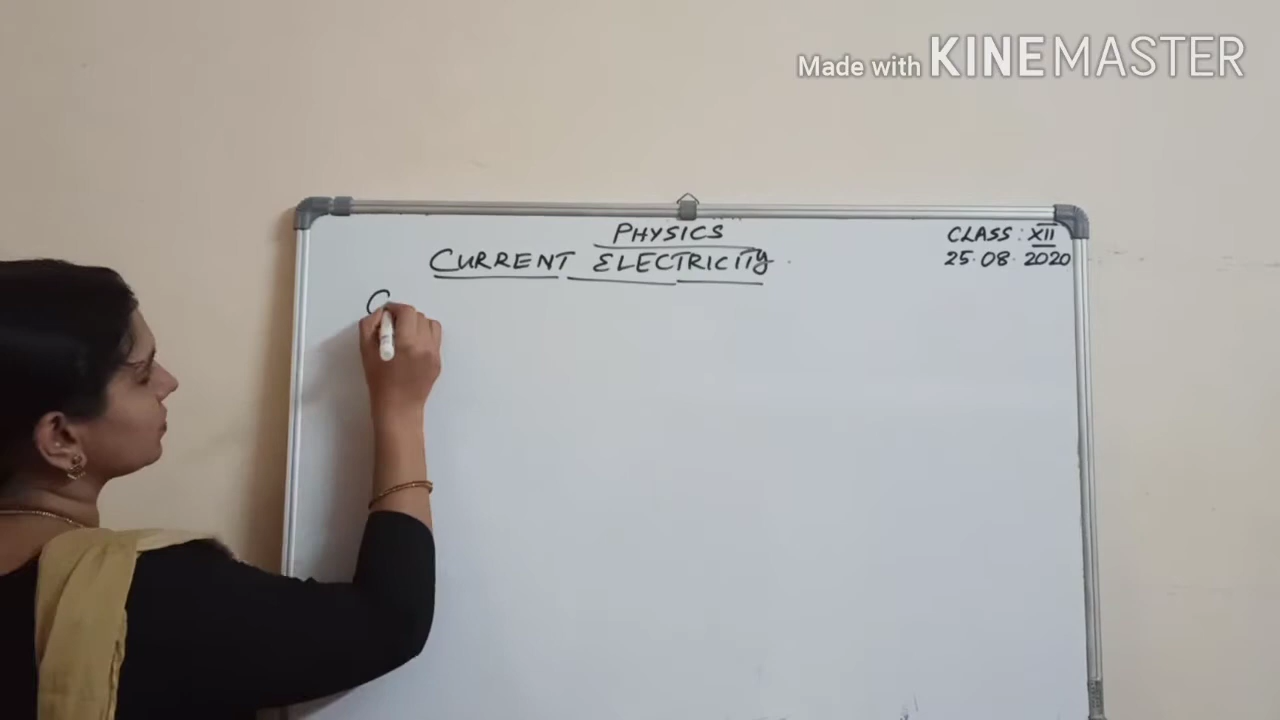 Made with KINEMASTER
PHYSICS
CLASS: XII
CURRENT ELECTRICITY.
25.08.2020
C